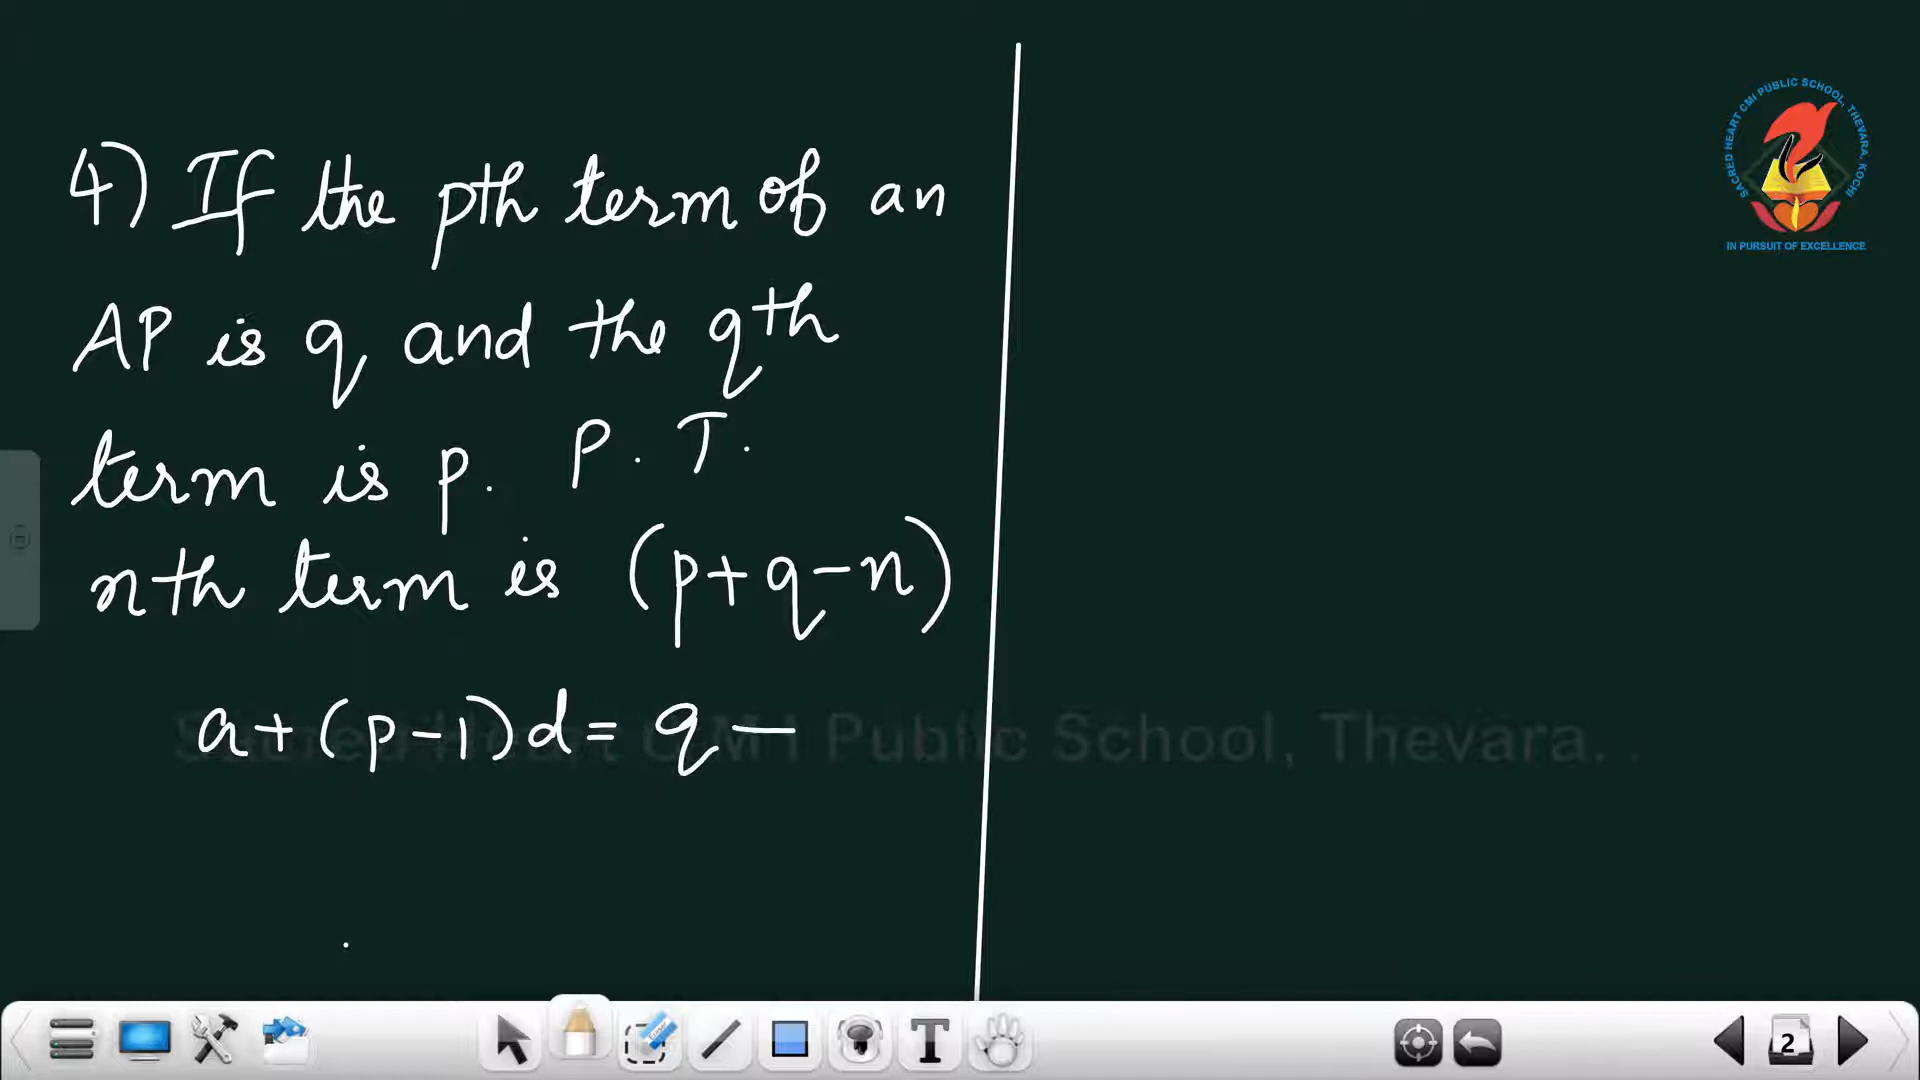 4) If the pth term of an
AP is q and the qth
term is p. P. T.
nth term is (p+q-n)
a+(p-1)d= q —
Sacred Heart CMI Public School, Thevara. .
SACRED HEART CMI PUBLIC SCHOOL, THEVARA, KOCHI
IN PURSUIT OF EXCELLENCE
T
2